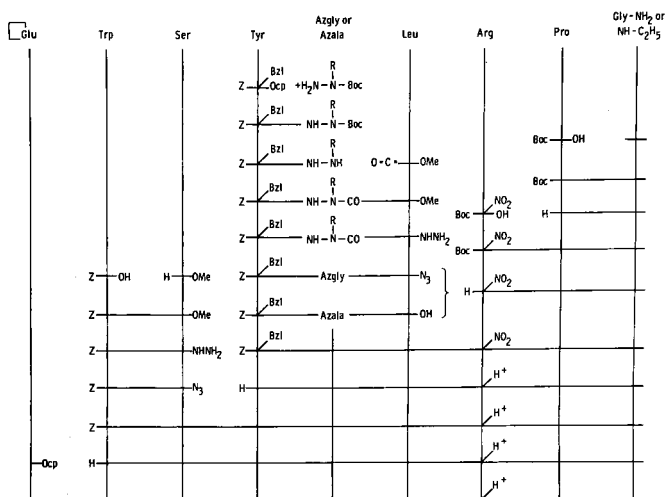 Azgly or Gly-NH2 or
Glu Trp Ser Tyr Azala Leu Arg Pro NH-C2H5
Bzl R
Z Ocp +H2N-N-Boc
Bzl R
Z NH-N-Boc
Boc OH
Bzl R
Z NH-NH O=C= OMe
Boc
Bzl R NO2
Z NH-N-CO OMe Boc OH H
Bzl R NO2
Z NH-N-CO NHNH2 Boc
Bzl NO2
Z OH H OMe Z Azgly N3 H
Bzl
Z OMe Z Azala OH
Bzl NO2
Z NHNH2 Z
H+
Z N3 H
H+
Z
H+
Ocp H
H+